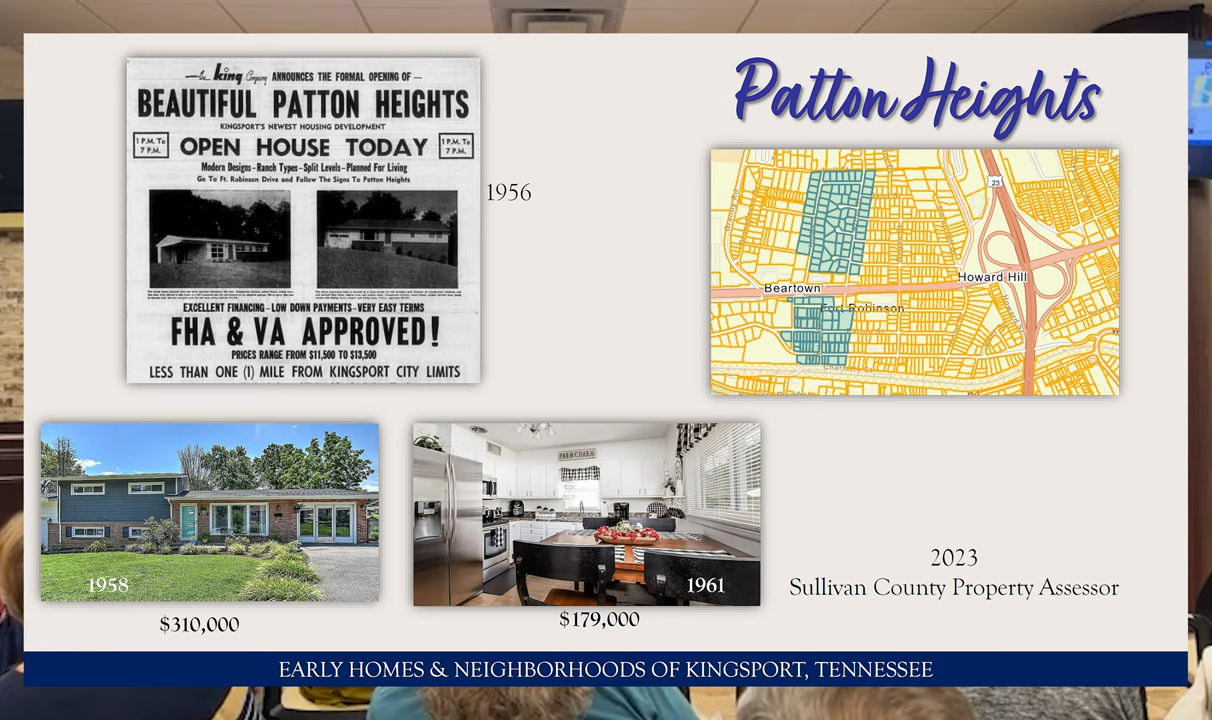 the king Company ANNOUNCES THE FORMAL OPENING OF
BEAUTIFUL PATTON HEIGHTS
KINGSPORT'S NEWEST HOUSING DEVELOPMENT
1 P.M. To
7 P.M.
OPEN HOUSE TODAY
1 P.M. To
7 P.M.
Modern Designs–Ranch Types–Split Levels–Planned For Living
Go To Ft. Robinson Drive and Follow The Signs To Patton Heights
EXCELLENT FINANCING–LOW DOWN PAYMENTS–VERY EASY TERMS
FHA & VA APPROVED!
PRICES RANGE FROM $11,500 TO $13,500
LESS THAN ONE (1) MILE FROM KINGSPORT CITY LIMITS
1956
Patton Heights
23
Howard Hill
Beartown
Fort Robinson
1958
$310,000
FARM CHARM
1961
$179,000
2023
Sullivan County Property Assessor
EARLY HOMES & NEIGHBORHOODS OF KINGSPORT, TENNESSEE